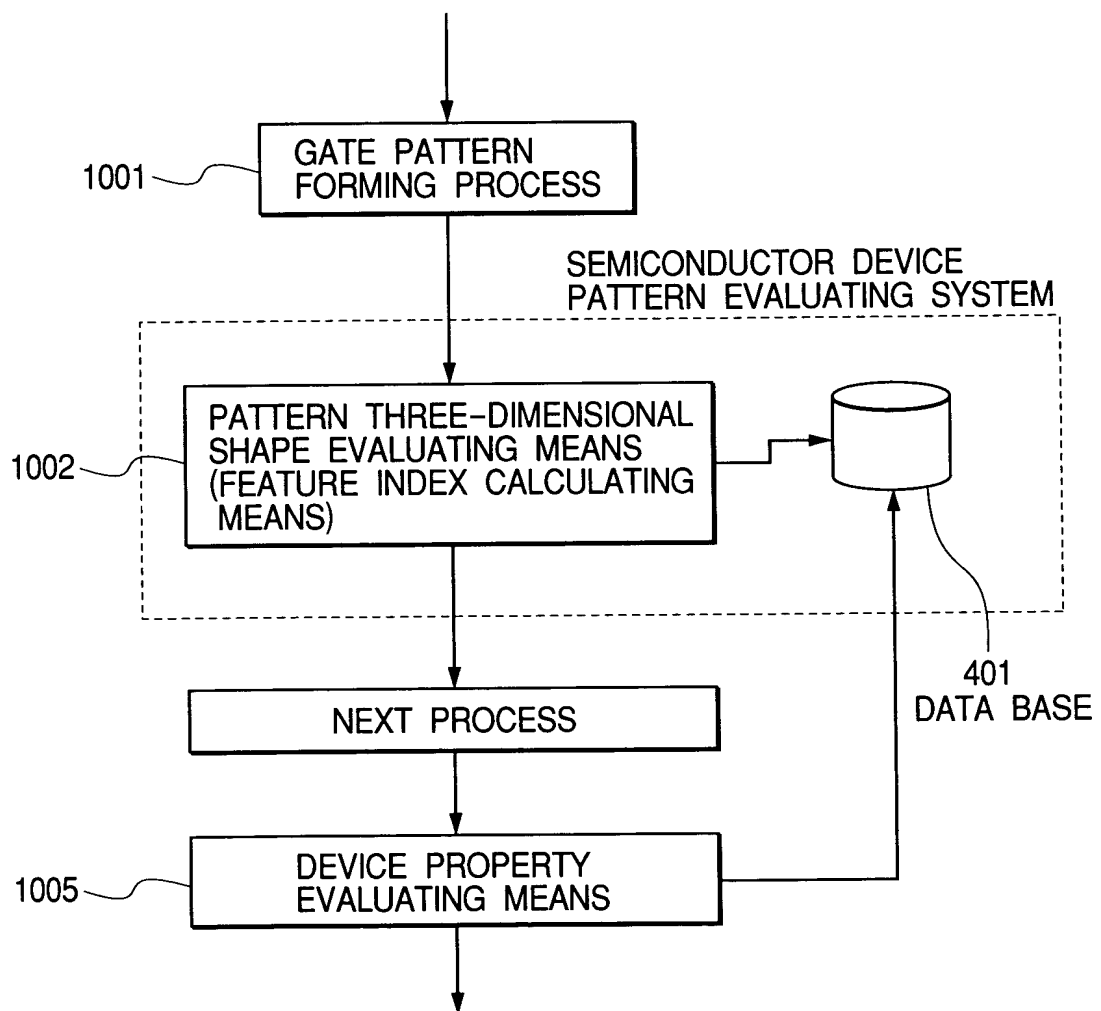 GATE PATTERN
FORMING PROCESS
1001
SEMICONDUCTOR DEVICE
PATTERN EVALUATING SYSTEM
PATTERN THREE-DIMENSIONAL
SHAPE EVALUATING MEANS
(FEATURE INDEX CALCULATING
MEANS)
1002
401
DATA BASE
NEXT PROCESS
DEVICE PROPERTY
EVALUATING MEANS
1005